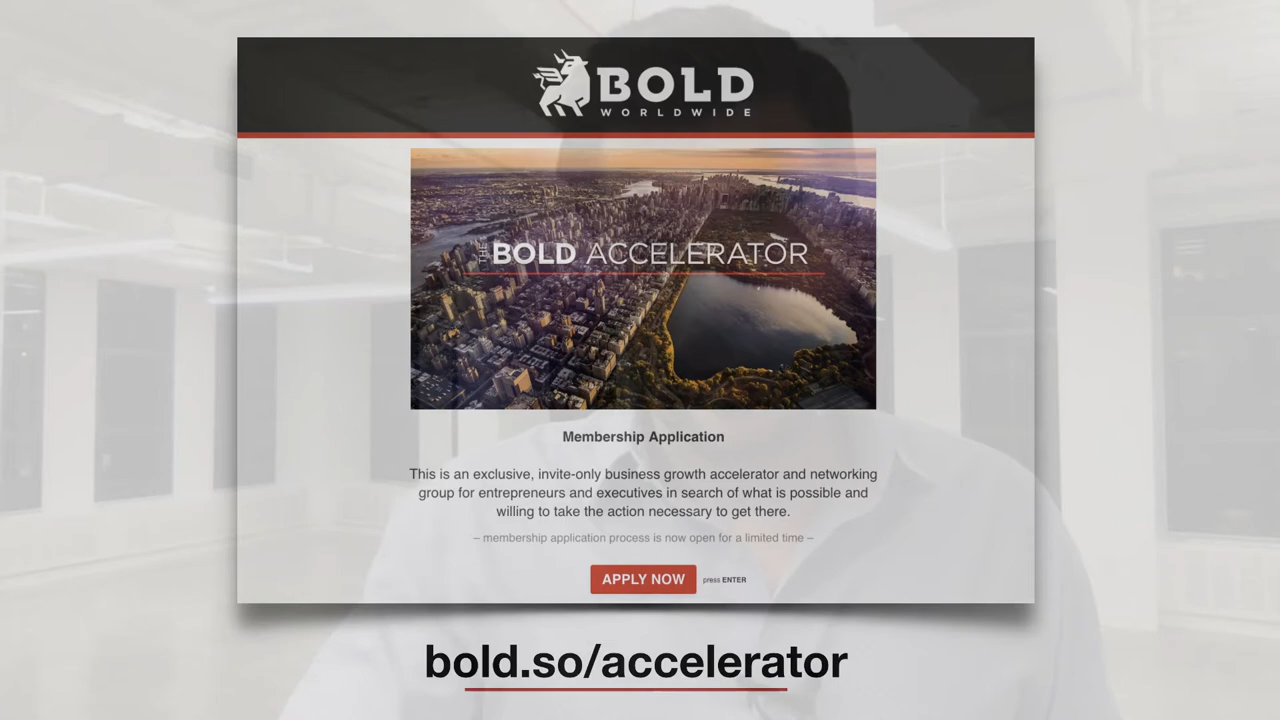 BOLD
WORLDWIDE
THE BOLD ACCELERATOR
Membership Application
This is an exclusive, invite-only business growth accelerator and networking
group for entrepreneurs and executives in search of what is possible and
willing to take the action necessary to get there.
– membership application process is now open for a limited time –
APPLY NOW press ENTER
bold.so/accelerator